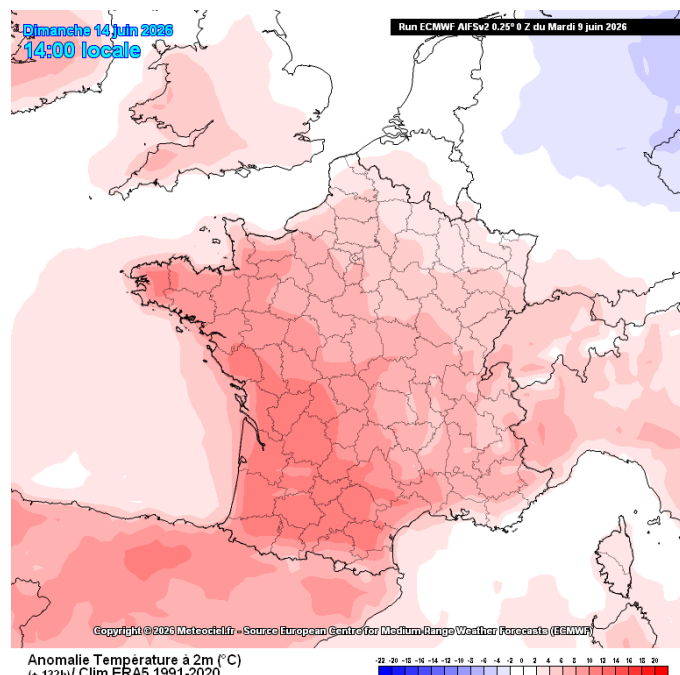 Dimanche 14 juin 2026
14:00 locale
Run ECMWF AIFSv2 0.25° 0 Z du Mardi 9 juin 2026
Copyright © 2026 Meteociel.fr - Source European Centre for Medium-Range Weather Forecasts (ECMWF)
Anomalie Température à 2m (°C)
(+ 122h)/ Clim ERA5 1991-2020
-22 -20 -18 -16 -14 -12 -10 -8 -6 -4 -2 0 2 4 6 8 10 12 14 16 18 20